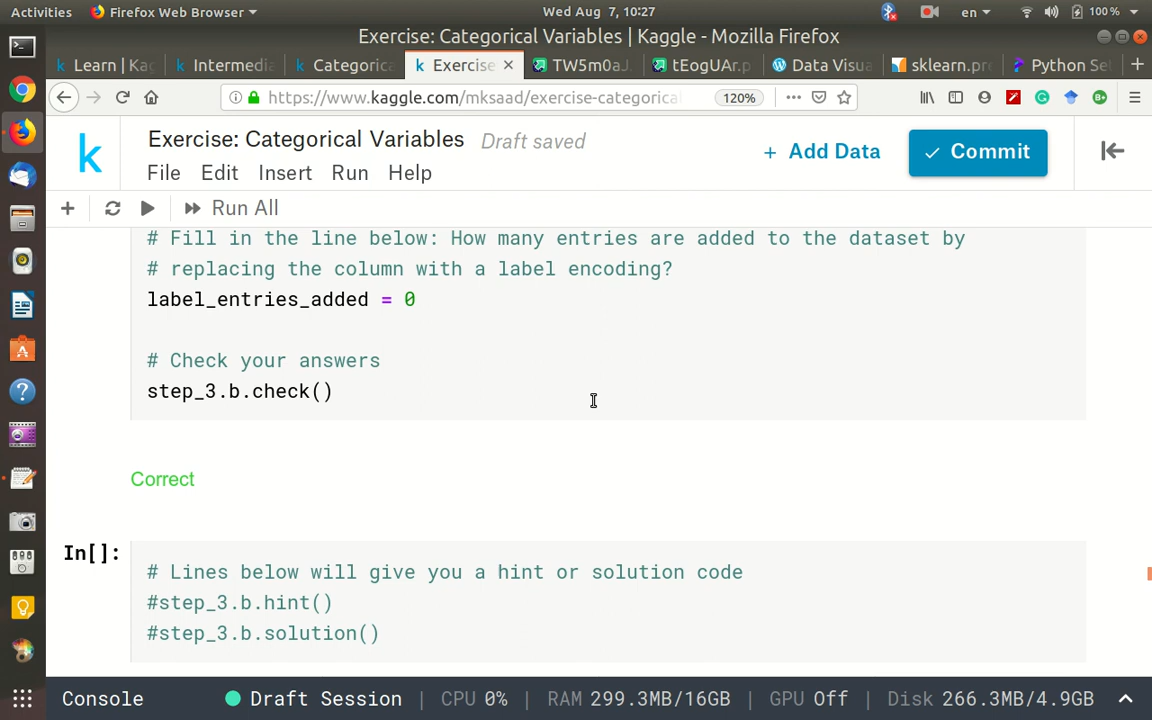 Activities Firefox Web Browser Wed Aug 7, 10:27 en 100 %
Exercise: Categorical Variables | Kaggle - Mozilla Firefox
Learn | Kag Intermedia Categorica Exercise: TW5m0aJ. tEogUAr.p Data Visua sklearn.pre Python Se
https://www.kaggle.com/mksaad/exercise-categorica 120%
k Exercise: Categorical Variables Draft saved + Add Data Commit
File Edit Insert Run Help
+ Run All
# Fill in the line below: How many entries are added to the dataset by
# replacing the column with a label encoding?
label_entries_added = 0
# Check your answers
step_3.b.check()
Correct
In[]:
# Lines below will give you a hint or solution code
#step_3.b.hint()
#step_3.b.solution()
Console Draft Session | CPU 0% | RAM 299.3MB/16GB | GPU Off | Disk 266.3MB/4.9GB